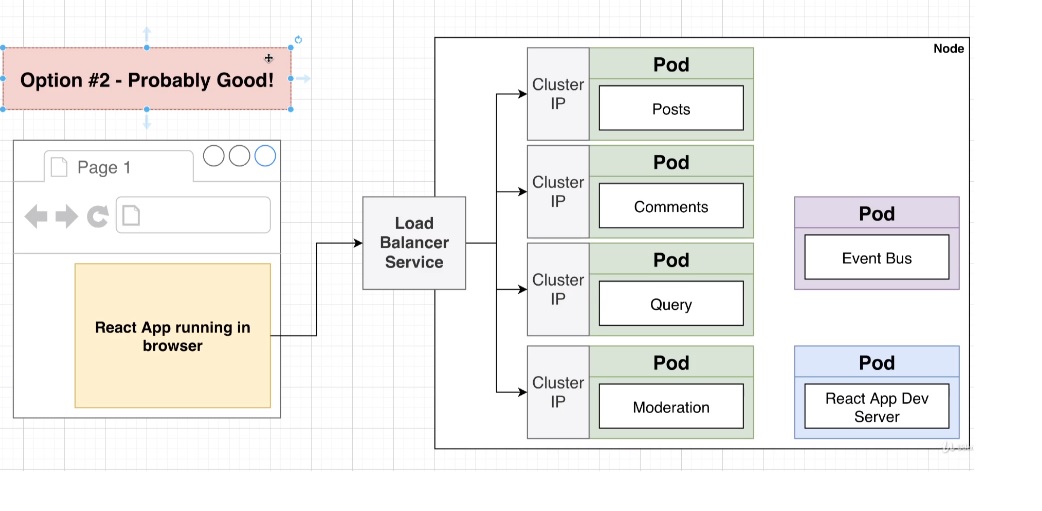 Node
Option #2 - Probably Good!
Page 1
React App running in
browser
Load
Balancer
Service
Cluster
IP
Pod
Posts
Cluster
IP
Pod
Comments
Cluster
IP
Pod
Query
Cluster
IP
Pod
Moderation
Pod
Event Bus
Pod
React App Dev
Server